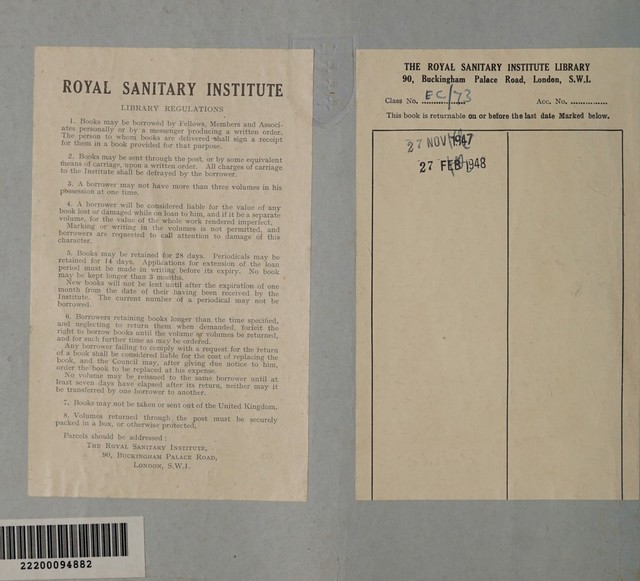 ROYAL SANITARY INSTITUTE
LIBRARY REGULATIONS
1. Books may be borrowed by Fellows, Members and Associ-
ates personally or by a messenger producing a written order.
The person to whom books are delivered shall sign a receipt
for them in a book provided for that purpose.
2. Books may be sent through the post, or by some equivalent
means of carriage, upon a written order. All charges of carriage
to the Institute shall be defrayed by the borrower.
3. A borrower may not have more than three volumes in his
possession at one time.
4. A borrower will be considered liable for the value of any
book lost or damaged while on loan to him, and if it be a separate
volume, for the value of the whole work rendered imperfect.
Marking or writing in the volumes is not permitted, and
borrowers are requested to call attention to damage of this
character.
5. Books may be retained for 28 days. Periodicals may be
retained for 14 days. Applications for extension of the loan
period must be made in writing before its expiry. No book
may be kept longer than 3 months.
New books will not be lent until after the expiration of one
month from the date of their having been received by the
Institute. The current number of a periodical may not be
borrowed.
6. Borrowers retaining books longer than the time specified,
and neglecting to return them when demanded, forfeit the
right to borrow books until the volume or volumes be returned,
and for such further time as may be ordered.
Any borrower failing to comply with a request for the return
of a book shall be considered liable for the cost of replacing the
book, and the Council may, after giving due notice to him,
order the book to be replaced at his expense.
No volume may be reissued to the same borrower until at
least seven days have elapsed after its return, neither may it
be transferred by one borrower to another.
7. Books may not be taken or sent out of the United Kingdom.
8. Volumes returned through the post must be securely
packed in a box, or otherwise protected.
Parcels should be addressed :
THE ROYAL SANITARY INSTITUTE,
90, BUCKINGHAM PALACE ROAD,
LONDON, S.W.1.
22200094882
THE ROYAL SANITARY INSTITUTE LIBRARY
90, Buckingham Palace Road, London, S.W.1.
Class No. EC/73 Acc. No. ...............
This book is returnable on or before the last date Marked below.
27 NOV 1947
27 FEB 1948